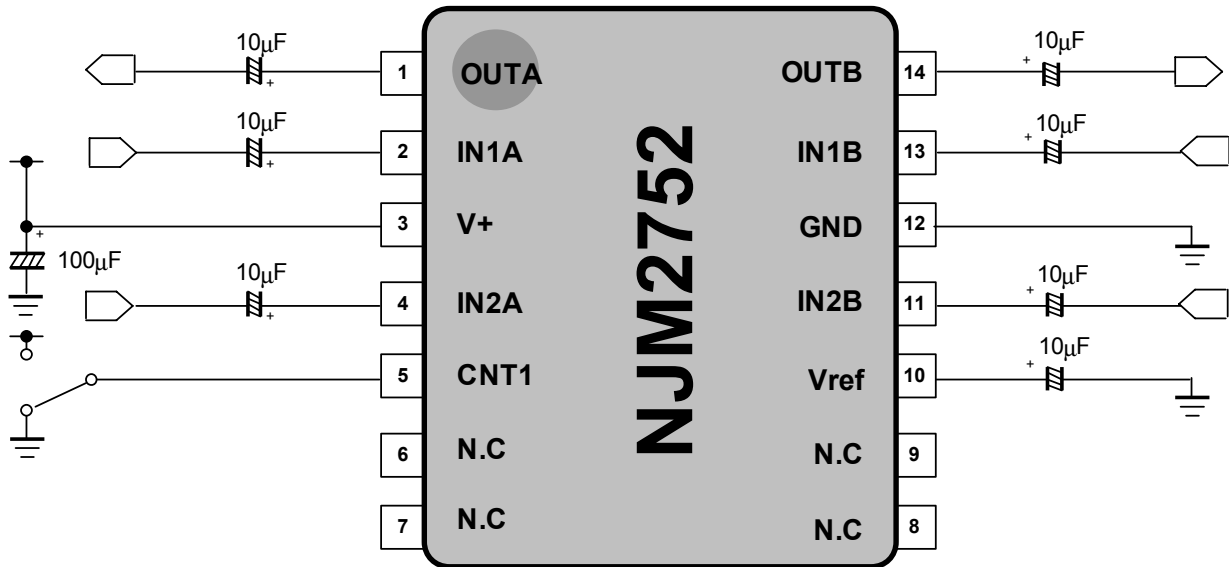 10μF
1
OUTA
10μF
2
IN1A
3
V+
100μF
10μF
4
IN2A
5
CNT1
6
N.C
7
N.C
NJM2752
OUTB
14
10μF
IN1B
13
10μF
GND
12
IN2B
11
10μF
Vref
10
10μF
N.C
9
N.C
8